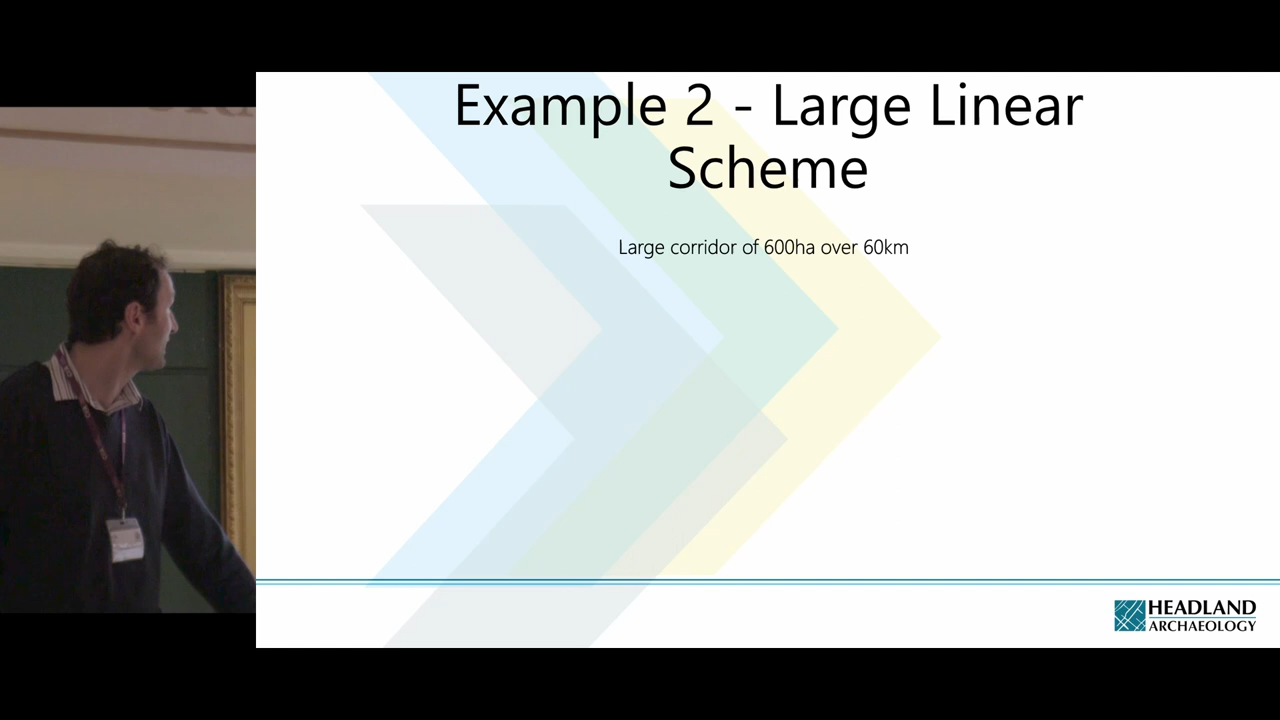 Example 2 - Large Linear
Scheme
Large corridor of 600ha over 60km
HEADLAND
ARCHAEOLOGY